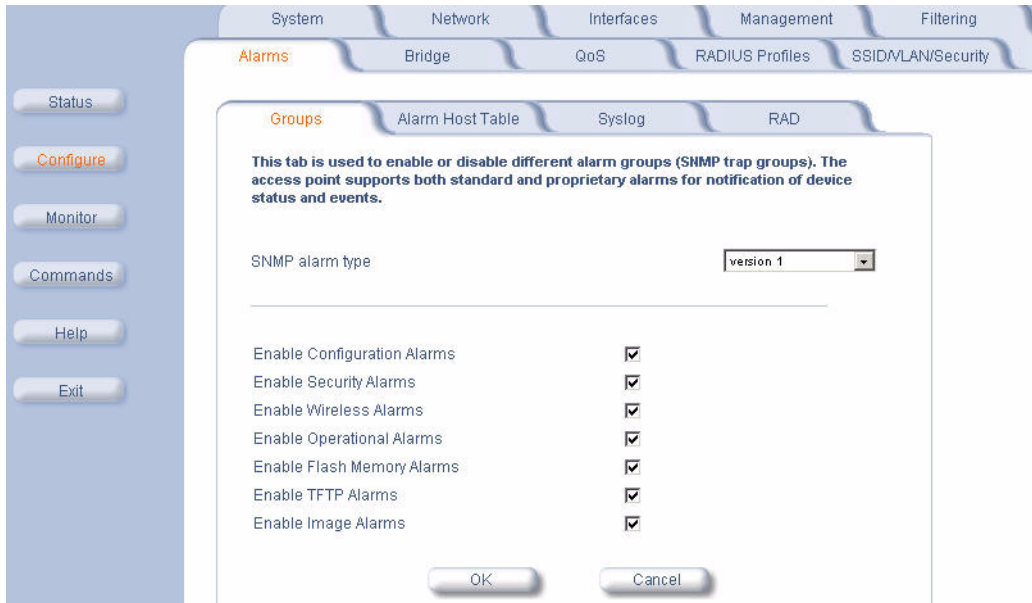 System Network Interfaces Management Filtering
Alarms Bridge QoS RADIUS Profiles SSID/VLAN/Security
Status
Configure
Monitor
Commands
Help
Exit
Groups Alarm Host Table Syslog RAD
This tab is used to enable or disable different alarm groups (SNMP trap groups). The
access point supports both standard and proprietary alarms for notification of device
status and events.
SNMP alarm type version 1
Enable Configuration Alarms
Enable Security Alarms
Enable Wireless Alarms
Enable Operational Alarms
Enable Flash Memory Alarms
Enable TFTP Alarms
Enable Image Alarms
OK Cancel